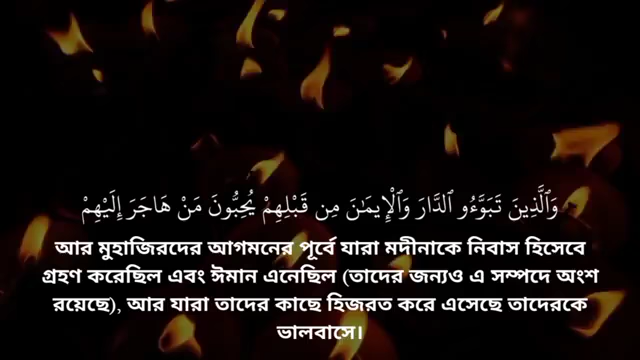 وَٱلَّذِينَ تَبَوَّءُو ٱلدَّارَ وَٱلْإِيمَـٰنَ مِن قَبْلِهِمْ يُحِبُّونَ مَنْ هَاجَرَ إِلَيْهِمْ
আর মুহাজিরদের আগমনের পূর্বে যারা মদীনাকে নিবাস হিসেবে
গ্রহণ করেছিল এবং ঈমান এনেছিল (তাদের জন্যও এ সম্পদে অংশ
রয়েছে), আর যারা তাদের কাছে হিজরত করে এসেছে তাদেরকে
ভালবাসে।